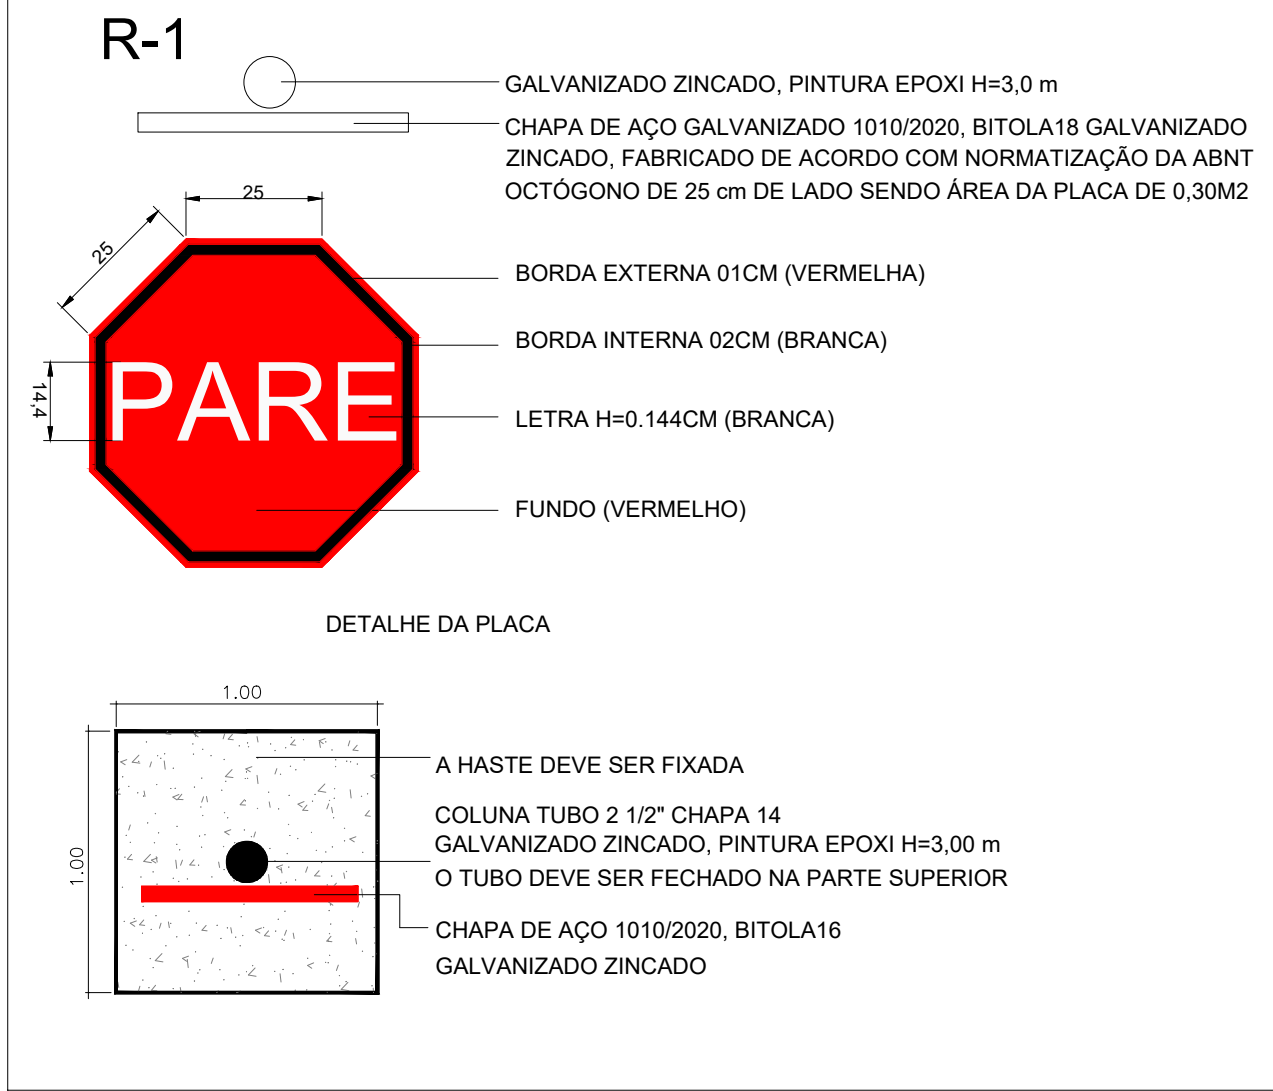 R-1
GALVANIZADO ZINCADO, PINTURA EPOXI H=3,0 m
CHAPA DE AÇO GALVANIZADO 1010/2020, BITOLA18 GALVANIZADO
ZINCADO, FABRICADO DE ACORDO COM NORMATIZAÇÃO DA ABNT
OCTÓGONO DE 25 cm DE LADO SENDO ÁREA DA PLACA DE 0,30M2
25
25
BORDA EXTERNA 01CM (VERMELHA)
BORDA INTERNA 02CM (BRANCA)
14,4
PARE
LETRA H=0.144CM (BRANCA)
FUNDO (VERMELHO)
DETALHE DA PLACA
1.00
1.00
A HASTE DEVE SER FIXADA
COLUNA TUBO 2 1/2" CHAPA 14
GALVANIZADO ZINCADO, PINTURA EPOXI H=3,00 m
O TUBO DEVE SER FECHADO NA PARTE SUPERIOR
CHAPA DE AÇO 1010/2020, BITOLA16
GALVANIZADO ZINCADO